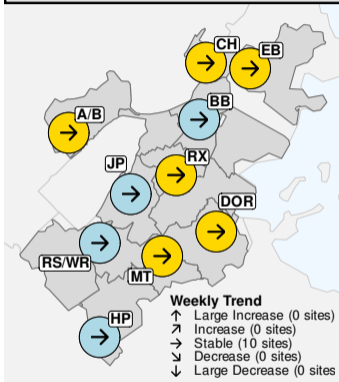 CH
EB
BB
A/B
RX
JP
DOR
RS/WR
MT
HP
Weekly Trend
↑ Large Increase (0 sites)
↗ Increase (0 sites)
→ Stable (10 sites)
↘ Decrease (0 sites)
↓ Large Decrease (0 sites